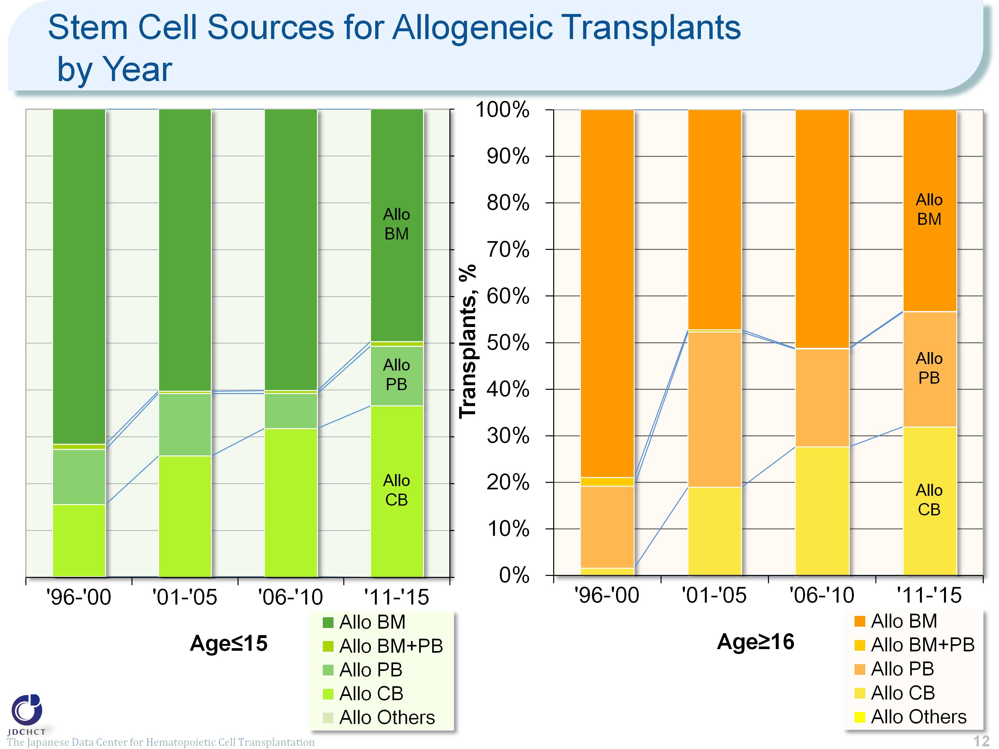 Stem Cell Sources for Allogeneic Transplants
by Year
Allo
BM
Allo
PB
Allo
CB
'96-'00
'01-'05
'06-'10
'11-'15
Age≤15
Allo BM
Allo BM+PB
Allo PB
Allo CB
Allo Others
Transplants, %
100%
90%
80%
70%
60%
50%
40%
30%
20%
10%
0%
Allo
BM
Allo
PB
Allo
CB
'96-'00
'01-'05
'06-'10
'11-'15
Age≥16
Allo BM
Allo BM+PB
Allo PB
Allo CB
Allo Others
JDCHCT
The Japanese Data Center for Hematopoietic Cell Transplantation
12